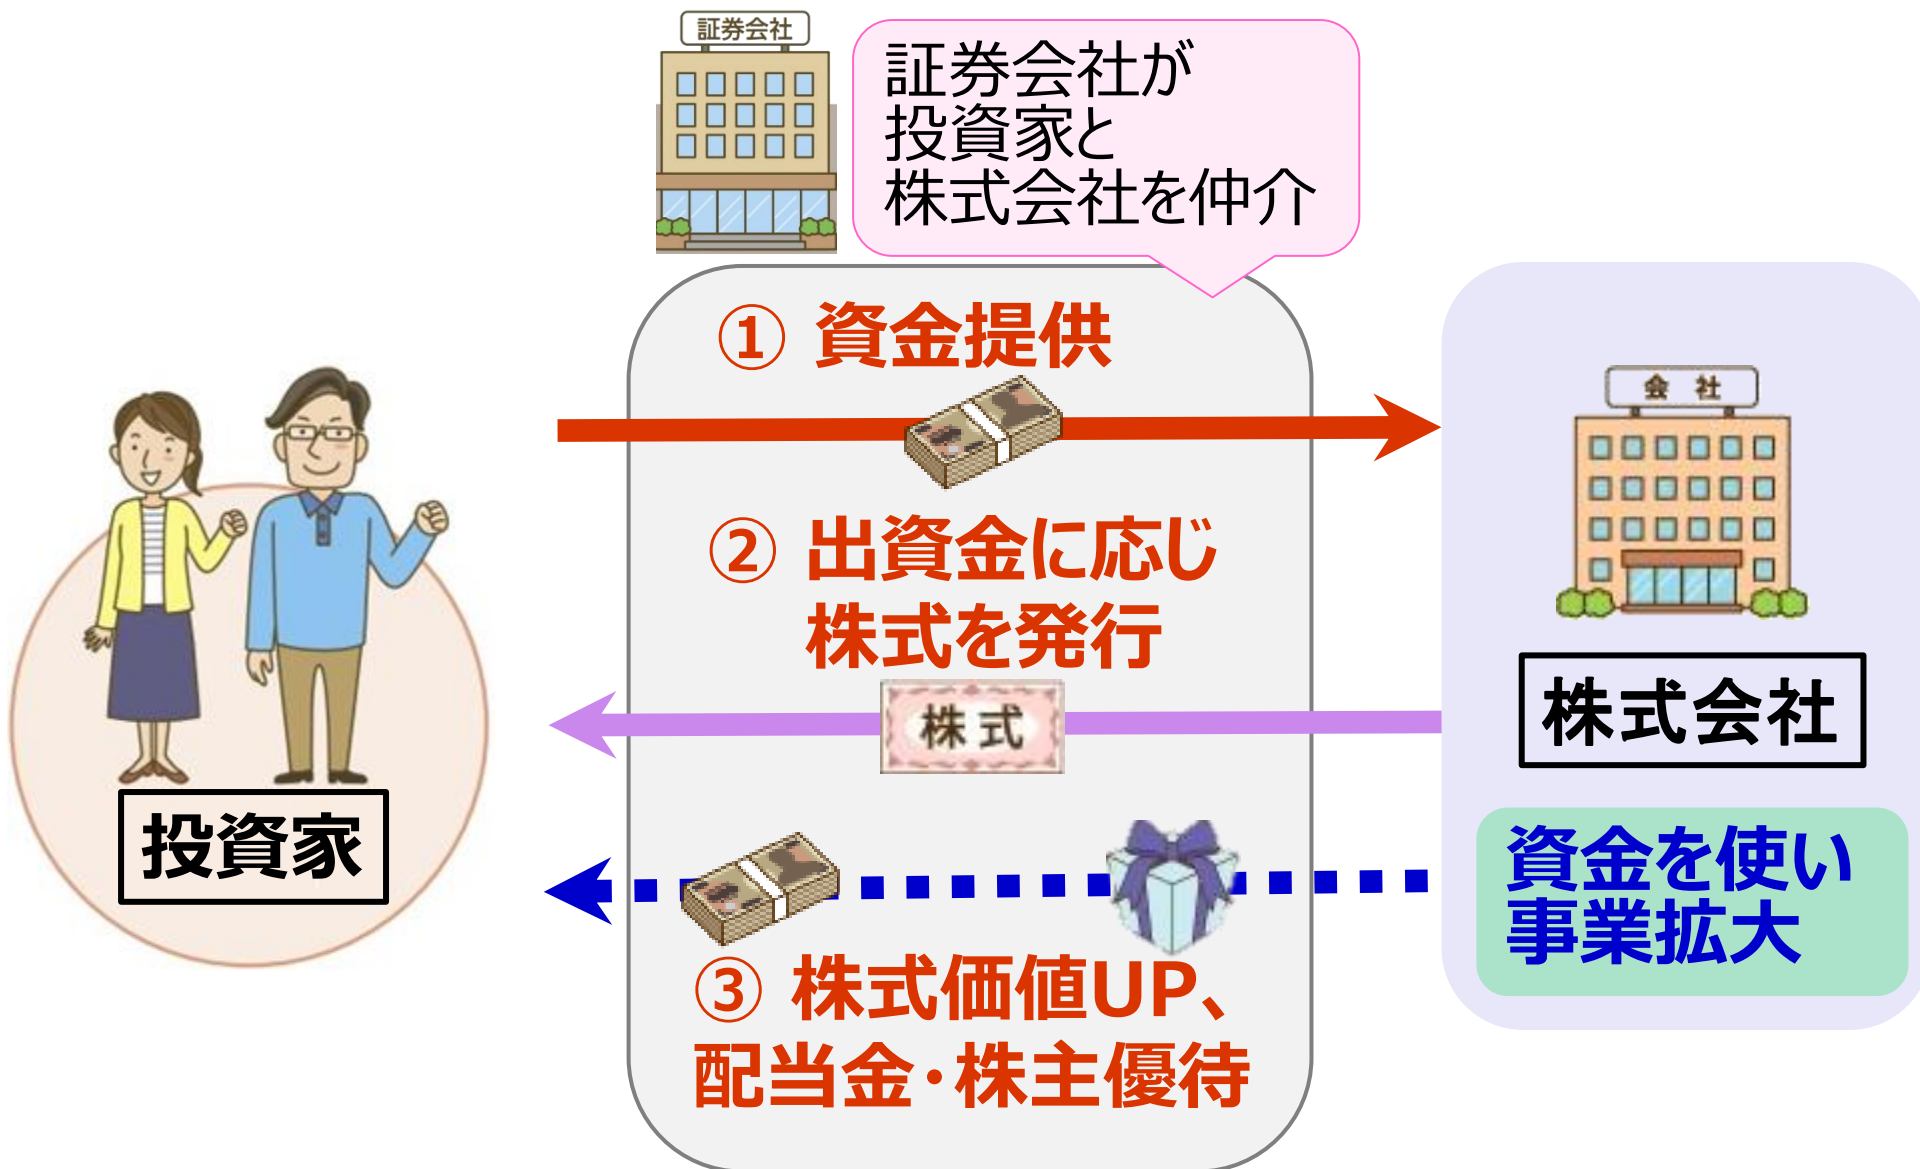 証券会社
証券会社が
投資家と
株式会社を仲介
① 資金提供
② 出資金に応じ
株式を発行
株式
③ 株式価値UP、
配当金・株主優待
投資家
会社
株式会社
資金を使い
事業拡大